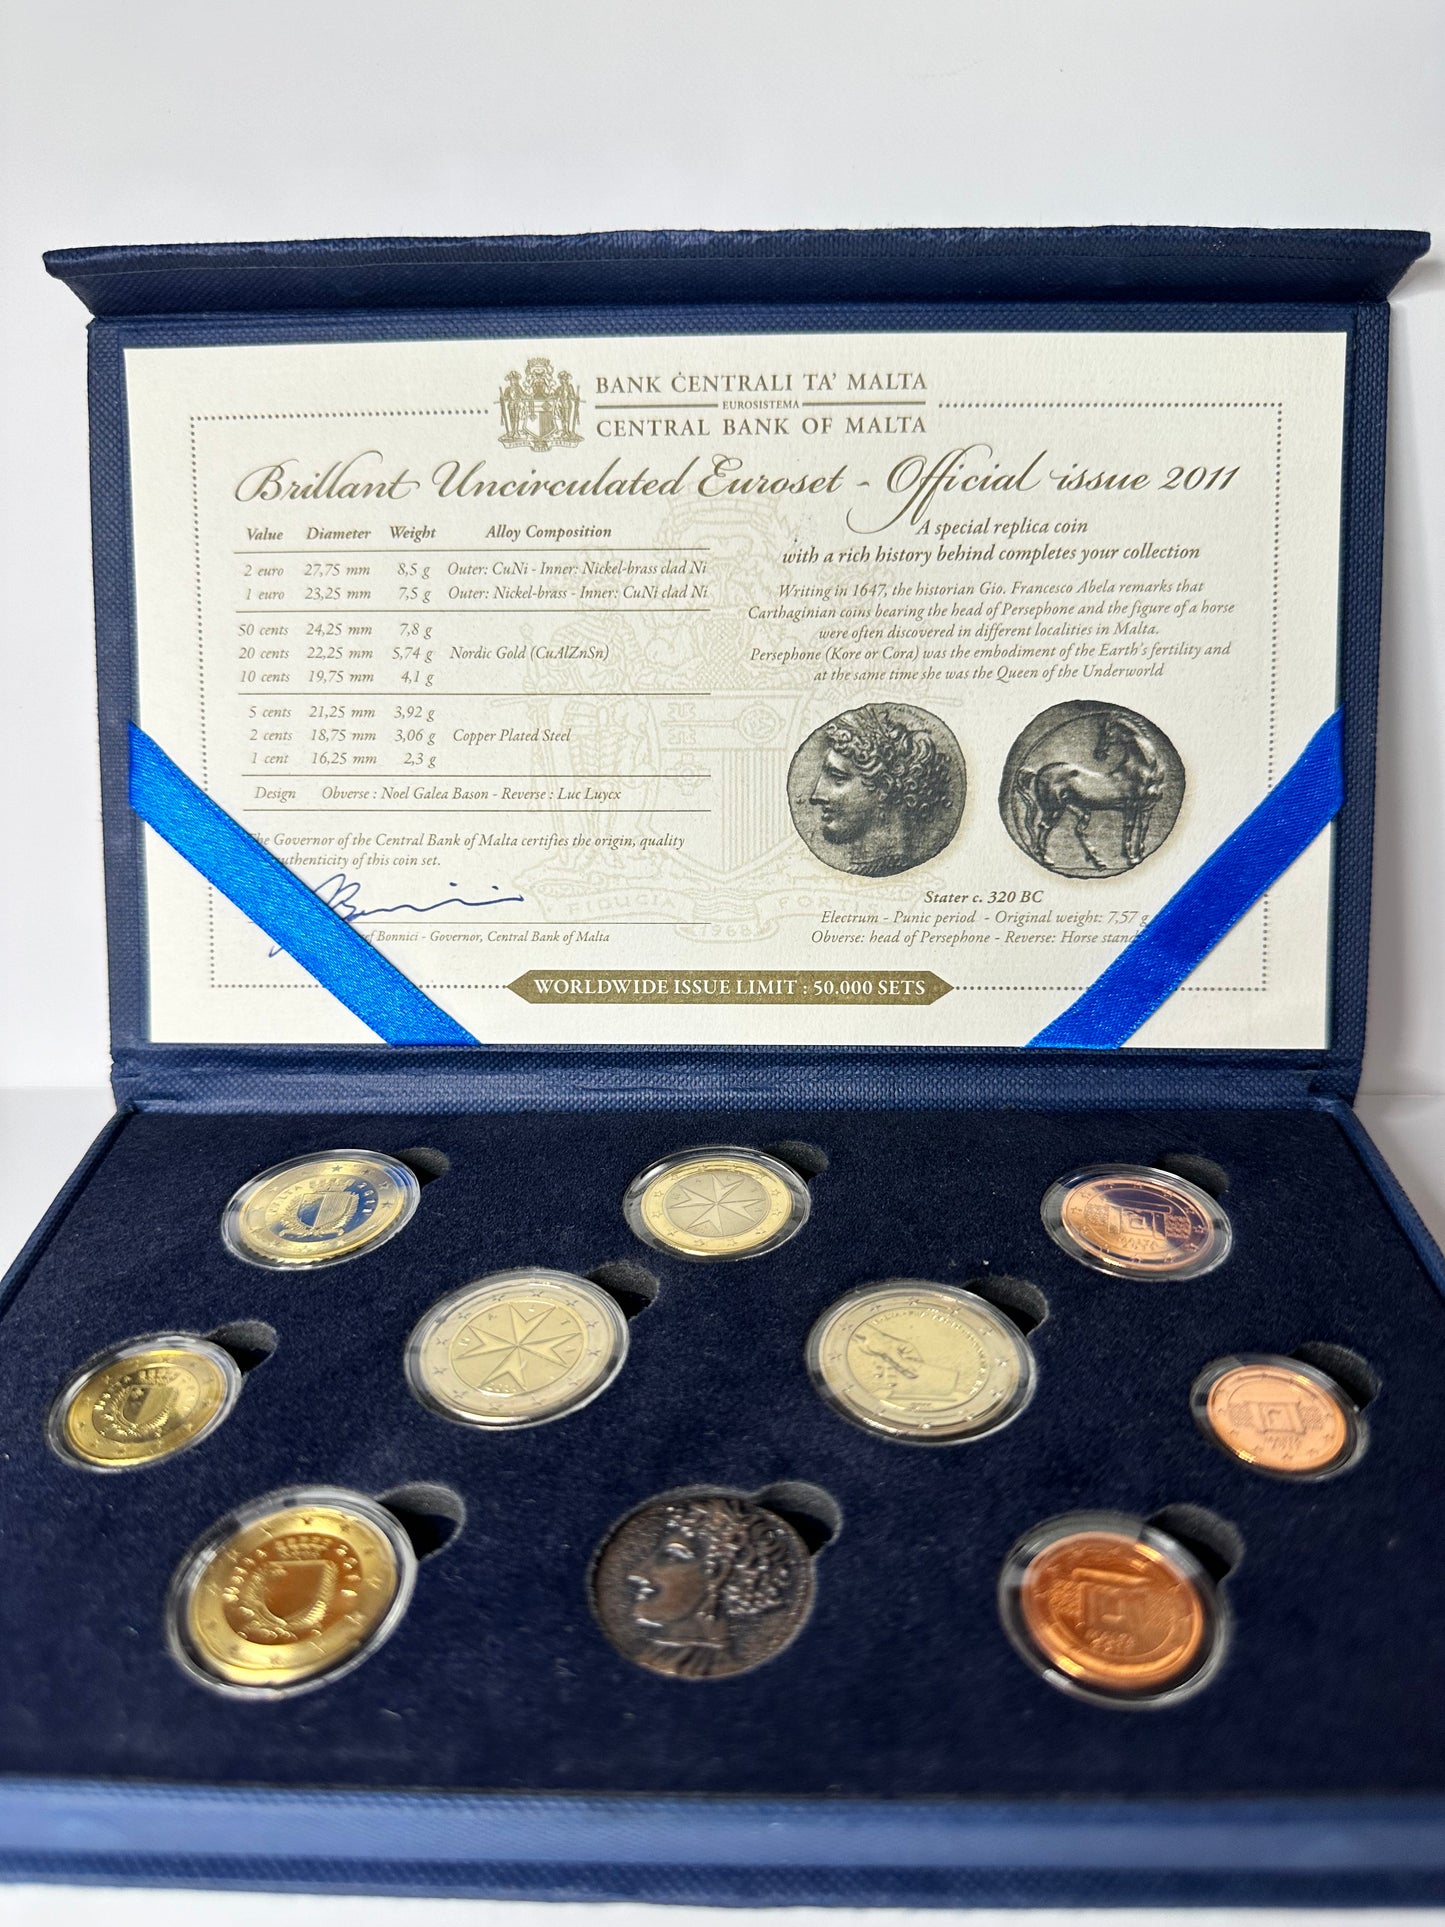 BANK ĊENTRALI TA' MALTA
EUROSISTEMA
CENTRAL BANK OF MALTA
Brillant Uncirculated Euroset - Official issue 2011
Value Diameter Weight Alloy Composition
2 euro 27,75 mm 8,5 g Outer: CuNi - Inner: Nickel-brass clad Ni
1 euro 23,25 mm 7,5 g Outer: Nickel-brass - Inner: CuNi clad Ni
50 cents 24,25 mm 7,8 g
20 cents 22,25 mm 5,74 g Nordic Gold (CuAlZnSn)
10 cents 19,75 mm 4,1 g
5 cents 21,25 mm 3,92 g
2 cents 18,75 mm 3,06 g Copper Plated Steel
1 cent 16,25 mm 2,3 g
Design Obverse : Noel Galea Bason - Reverse : Luc Luycx
The Governor of the Central Bank of Malta certifies the origin, quality
uthenticity of this coin set.
ef Bonnici - Governor, Central Bank of Malta
A special replica coin
with a rich history behind completes your collection
Writing in 1647, the historian Gio. Francesco Abela remarks that
Carthaginian coins bearing the head of Persephone and the figure of a horse
were often discovered in different localities in Malta.
Persephone (Kore or Cora) was the embodiment of the Earth's fertility and
at the same time she was the Queen of the Underworld
Stater c. 320 BC
Electrum - Punic period - Original weight: 7,57 g
Obverse: head of Persephone - Reverse: Horse stand
FIDUCIA FORTIS
1968
WORLDWIDE ISSUE LIMIT : 50.000 SETS
MALTA 2011
MALTA
MALTA